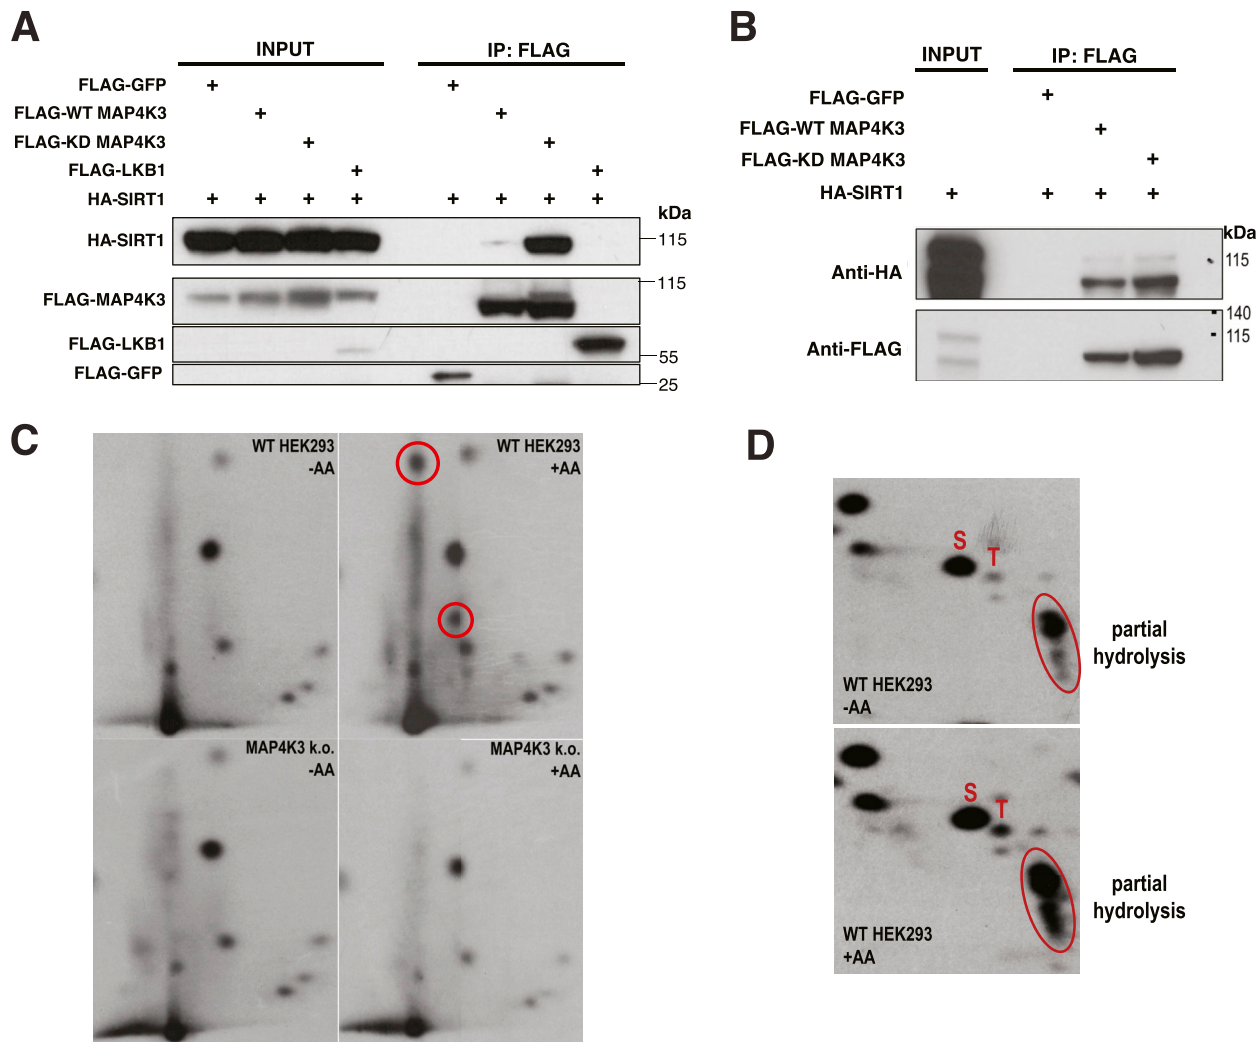 A
INPUT
IP: FLAG
FLAG-GFP + +
FLAG-WT MAP4K3 + +
FLAG-KD MAP4K3 + +
FLAG-LKB1 + +
HA-SIRT1 + + + + + + + +
kDa
HA-SIRT1
115
115
FLAG-MAP4K3
FLAG-LKB1
55
FLAG-GFP
25
B
INPUT
IP: FLAG
FLAG-GFP +
FLAG-WT MAP4K3 +
FLAG-KD MAP4K3 +
HA-SIRT1 + + + +
kDa
115
Anti-HA
140
115
Anti-FLAG
C
WT HEK293
-AA
WT HEK293
+AA
MAP4K3 k.o.
-AA
MAP4K3 k.o.
+AA
D
S
T
partial
hydrolysis
WT HEK293
-AA
S
T
partial
hydrolysis
WT HEK293
+AA